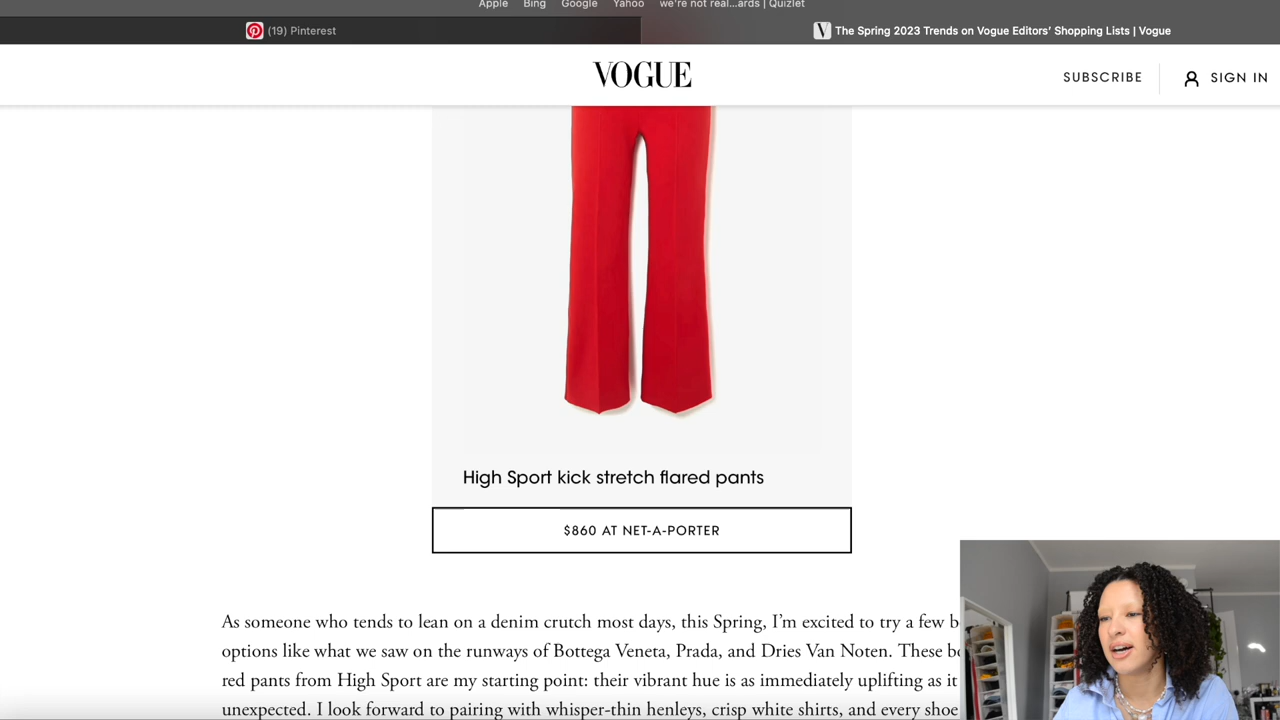 Apple Bing Google Yahoo we're not real...ards | Quizlet
(19) Pinterest
V The Spring 2023 Trends on Vogue Editors' Shopping Lists | Vogue
VOGUE
SUBSCRIBE
SIGN IN
High Sport kick stretch flared pants
$860 AT NET-A-PORTER
As someone who tends to lean on a denim crutch most days, this Spring, I'm excited to try a few
options like what we saw on the runways of Bottega Veneta, Prada, and Dries Van Noten. These
red pants from High Sport are my starting point: their vibrant hue is as immediately uplifting as it
unexpected. I look forward to pairing with whisper-thin henleys, crisp white shirts, and every shoe